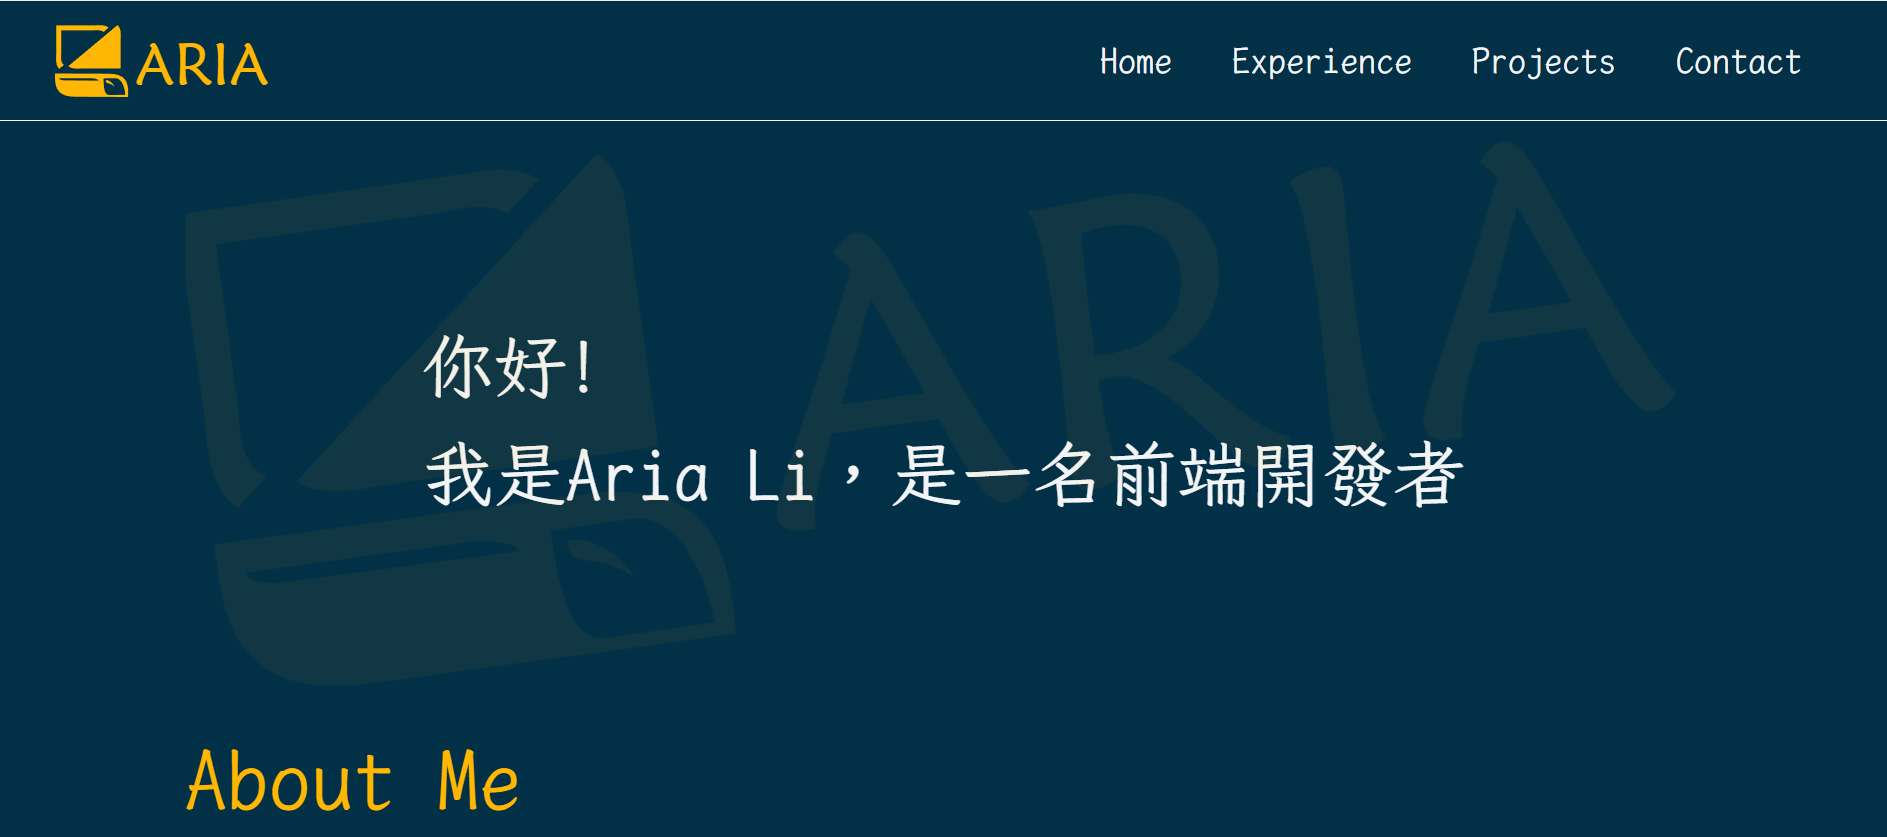 ARIA
Home Experience Projects Contact
ARIA
你好!
我是Aria Li，是一名前端開發者
About Me